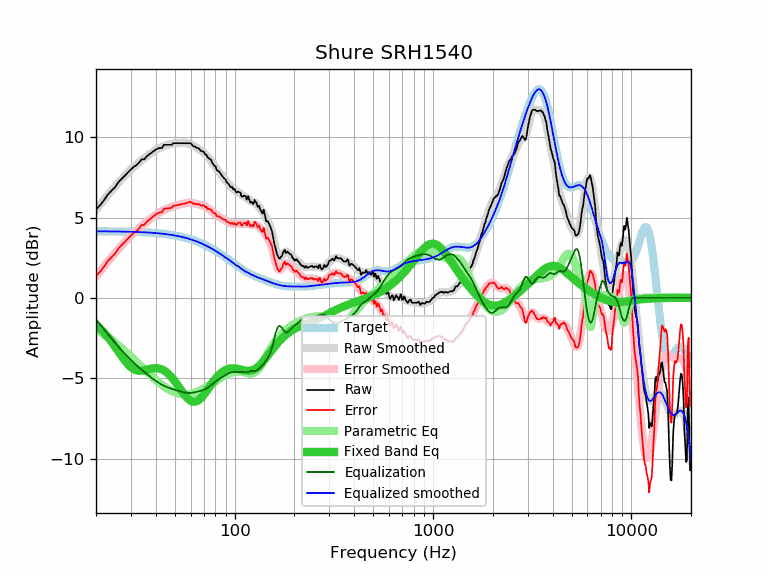 Shure SRH1540
Amplitude (dBr)
10
5
0
−5
−10
Target
Raw Smoothed
Error Smoothed
Raw
Error
Parametric Eq
Fixed Band Eq
Equalization
Equalized smoothed
100
1000
10000
Frequency (Hz)